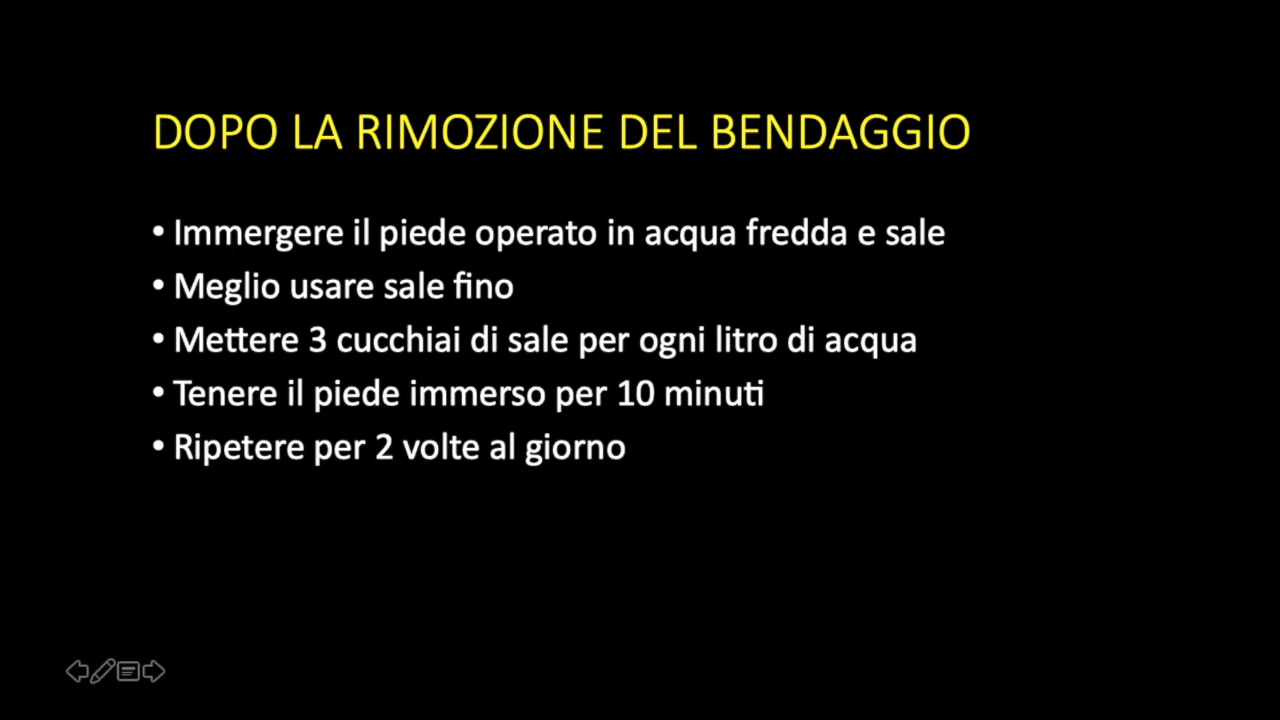 DOPO LA RIMOZIONE DEL BENDAGGIO
• Immergere il piede operato in acqua fredda e sale
• Meglio usare sale fino
• Mettere 3 cucchiai di sale per ogni litro di acqua
• Tenere il piede immerso per 10 minuti
• Ripetere per 2 volte al giorno